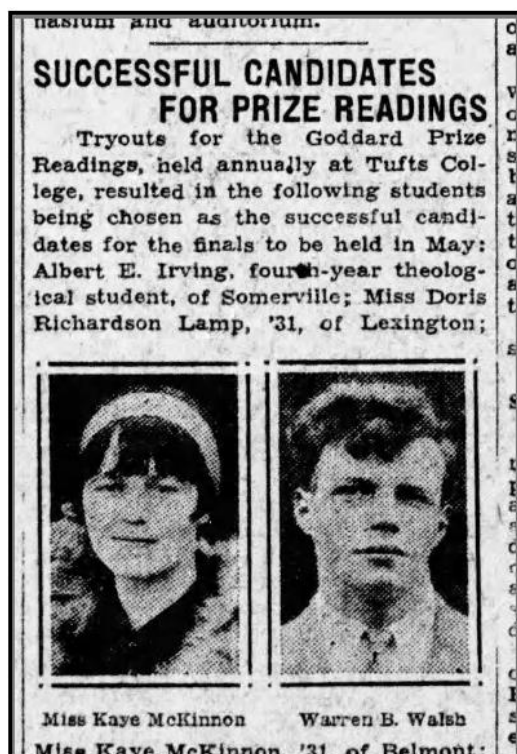 nasium and auditorium.
SUCCESSFUL CANDIDATES
FOR PRIZE READINGS
Tryouts for the Goddard Prize
Readings, held annually at Tufts Col-
lege, resulted in the following students
being chosen as the successful candi-
dates for the finals to be held in May:
Albert E. Irving, fourth-year theolog-
ical student, of Somerville; Miss Doris
Richardson Lamp, '31, of Lexington;
Miss Kaye McKinnon
Warren B. Walsh
Miss Kaye McKinnon, '31, of Belmont